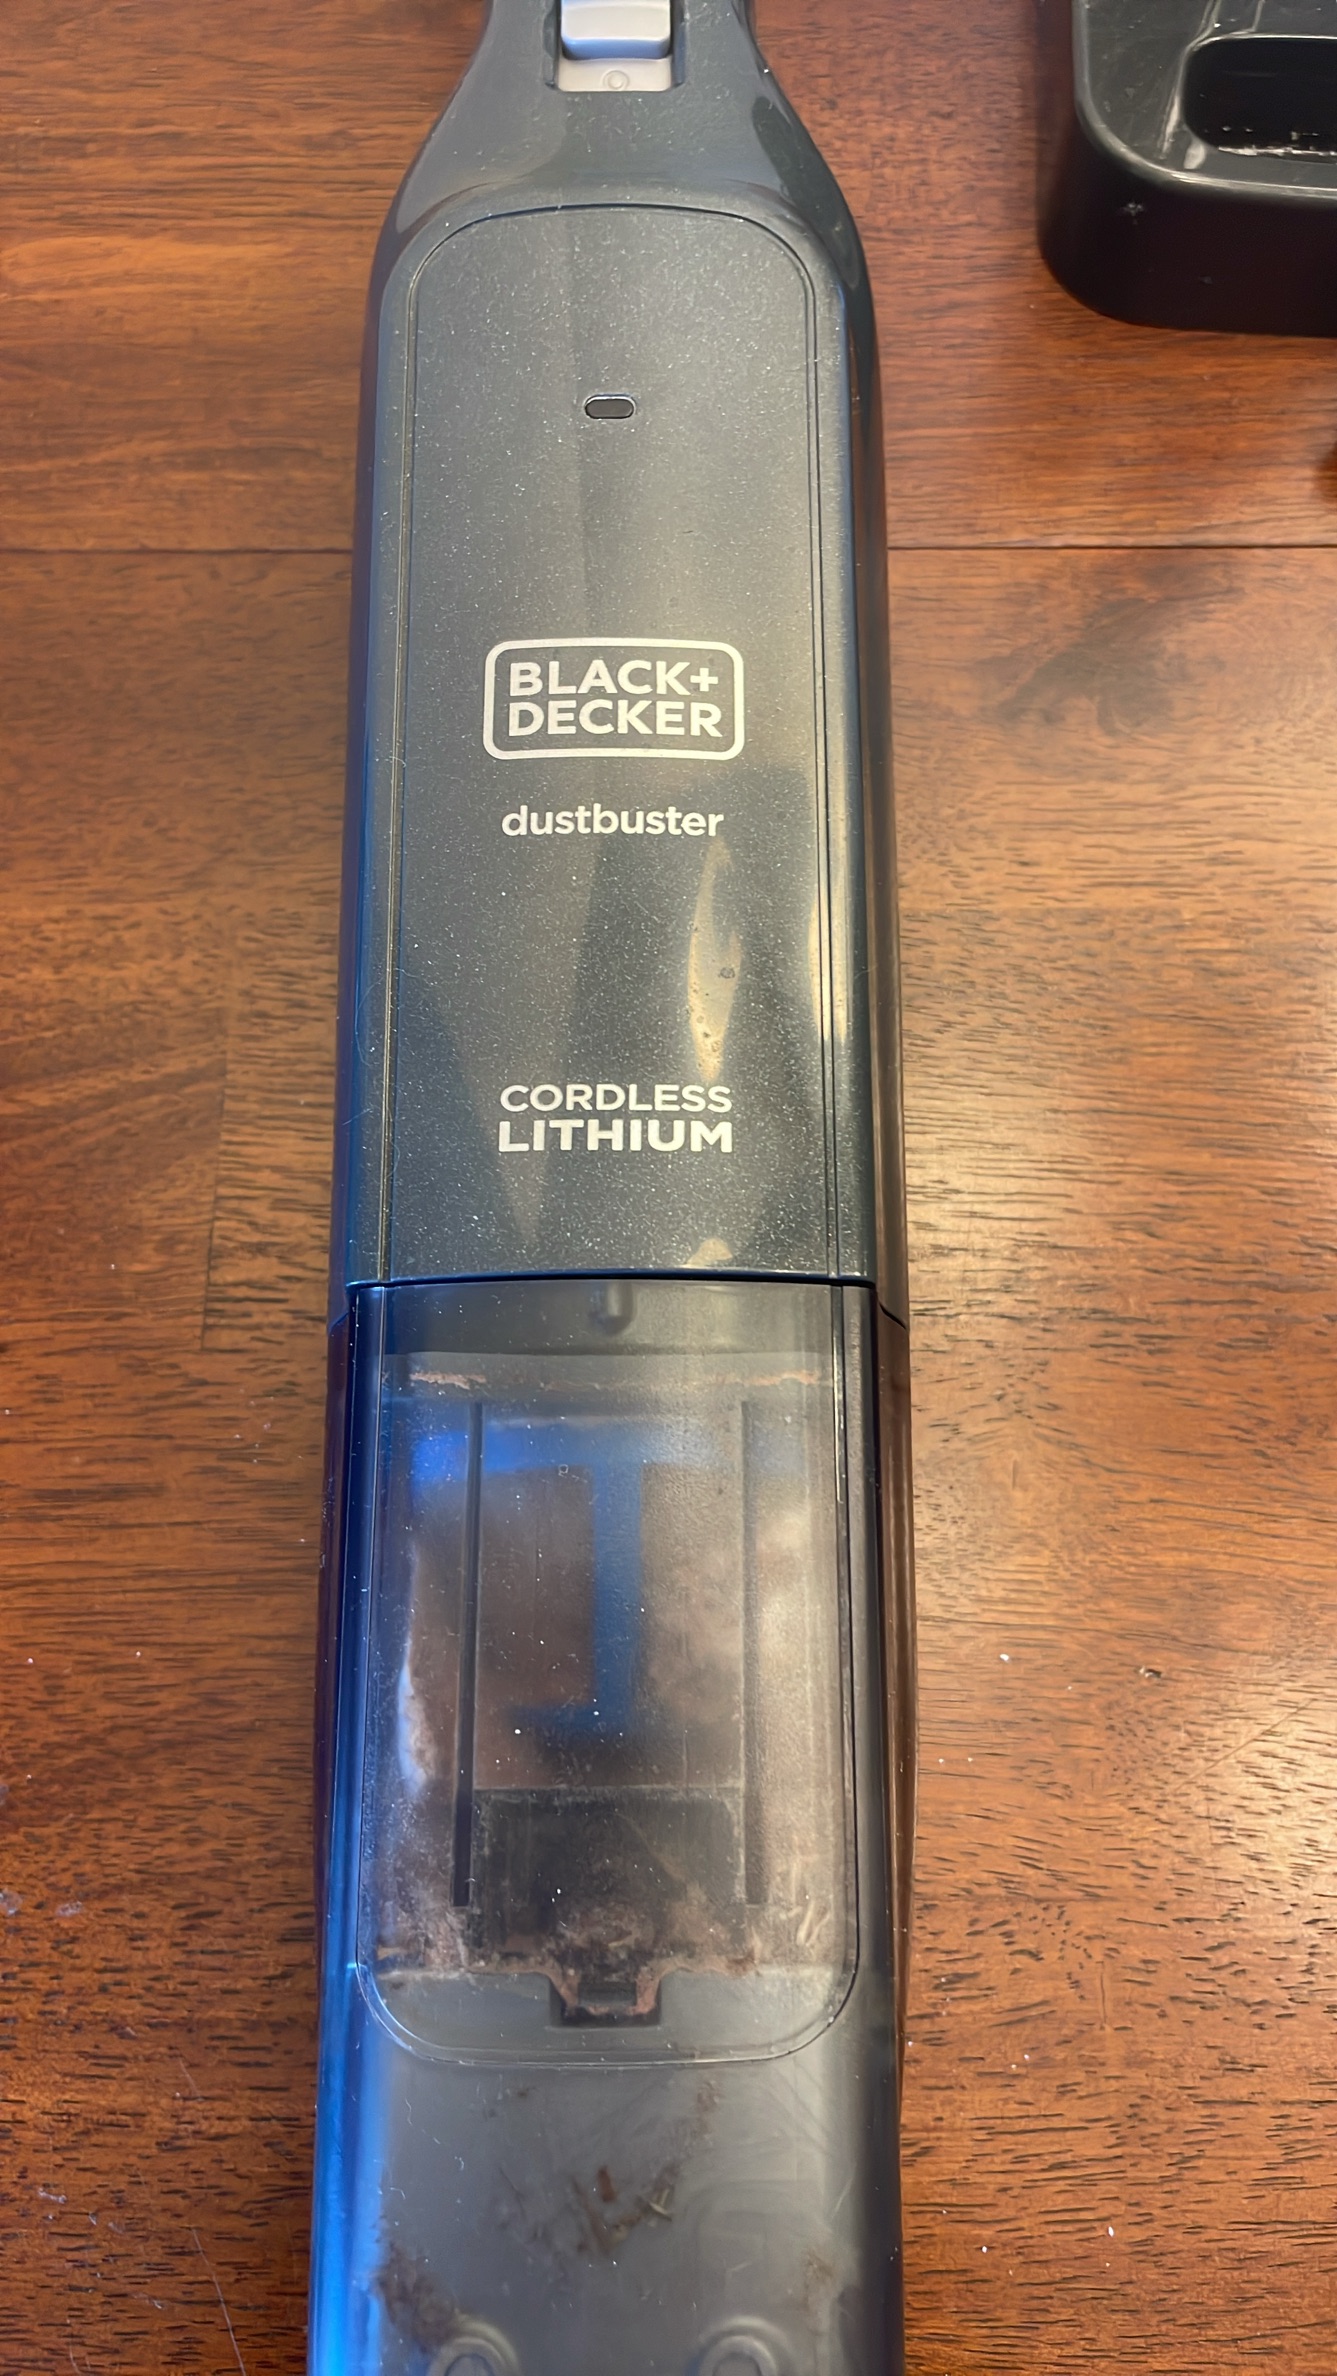 BLACK+
DECKER
dustbuster
CORDLESS
LITHIUM